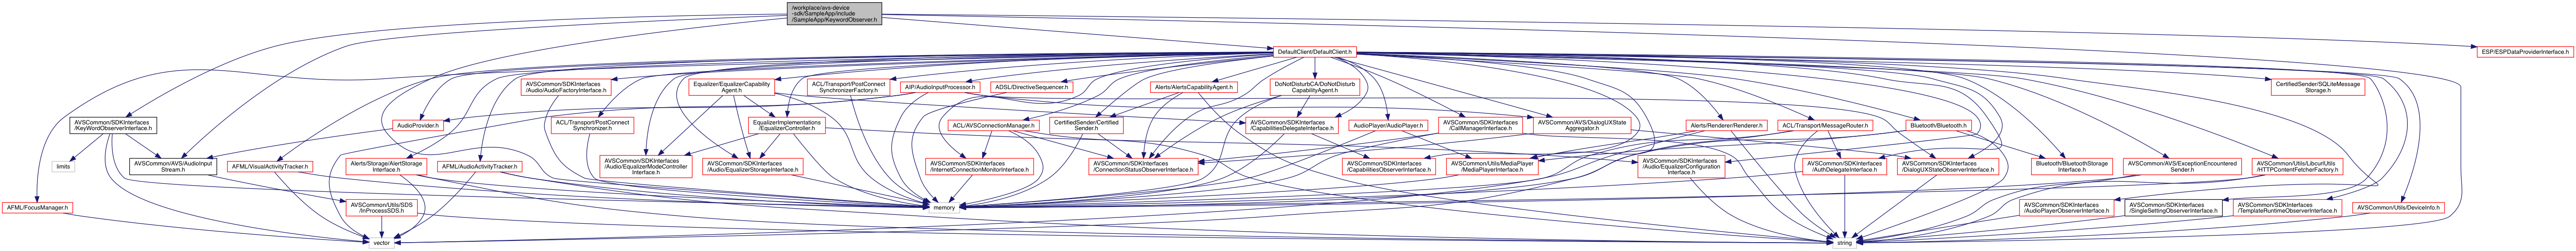 /workplace/avs-device
-sdk/SampleApp/include
/SampleApp/KeywordObserver.h
DefaultClient/DefaultClient.h
ESP/ESPDataProviderInterface.h
AVSCommon/SDKInterfaces
/Audio/AudioFactoryInterface.h
Equalizer/EqualizerCapability
Agent.h
ACL/Transport/PostConnect
SynchronizerFactory.h
AIP/AudioInputProcessor.h
ADSL/DirectiveSequencer.h
Alerts/AlertsCapabilityAgent.h
DoNotDisturbCA/DoNotDisturb
CapabilityAgent.h
CertifiedSender/SQLiteMessage
Storage.h
AVSCommon/SDKInterfaces
/KeyWordObserverInterface.h
AudioProvider.h
ACL/Transport/PostConnect
Synchronizer.h
EqualizerImplementations
/EqualizerController.h
ACL/AVSConnectionManager.h
CertifiedSender/Certified
Sender.h
AVSCommon/SDKInterfaces
/CapabilitiesDelegateInterface.h
AudioPlayer/AudioPlayer.h
AVSCommon/SDKInterfaces
/CallManagerInterface.h
AVSCommon/AVS/DialogUXState
Aggregator.h
Alerts/Renderer/Renderer.h
ACL/Transport/MessageRouter.h
Bluetooth/Bluetooth.h
limits
AVSCommon/AVS/AudioInput
Stream.h
AFML/VisualActivityTracker.h
Alerts/Storage/AlertStorage
Interface.h
AFML/AudioActivityTracker.h
AVSCommon/SDKInterfaces
/Audio/EqualizerModeController
Interface.h
AVSCommon/SDKInterfaces
/Audio/EqualizerStorageInterface.h
AVSCommon/SDKInterfaces
/InternetConnectionMonitorInterface.h
AVSCommon/SDKInterfaces
/ConnectionStatusObserverInterface.h
AVSCommon/SDKInterfaces
/CapabilitiesObserverInterface.h
AVSCommon/Utils/MediaPlayer
/MediaPlayerInterface.h
AVSCommon/SDKInterfaces
/Audio/EqualizerConfiguration
Interface.h
AVSCommon/SDKInterfaces
/AuthDelegateInterface.h
AVSCommon/SDKInterfaces
/DialogUXStateObserverInterface.h
Bluetooth/BluetoothStorage
Interface.h
AVSCommon/AVS/ExceptionEncountered
Sender.h
AVSCommon/Utils/LibcurlUtils
/HTTPContentFetcherFactory.h
AFML/FocusManager.h
AVSCommon/Utils/SDS
/InProcessSDS.h
memory
AVSCommon/SDKInterfaces
/AudioPlayerObserverInterface.h
AVSCommon/SDKInterfaces
/SingleSettingObserverInterface.h
AVSCommon/SDKInterfaces
/TemplateRuntimeObserverInterface.h
AVSCommon/Utils/DeviceInfo.h
vector
string